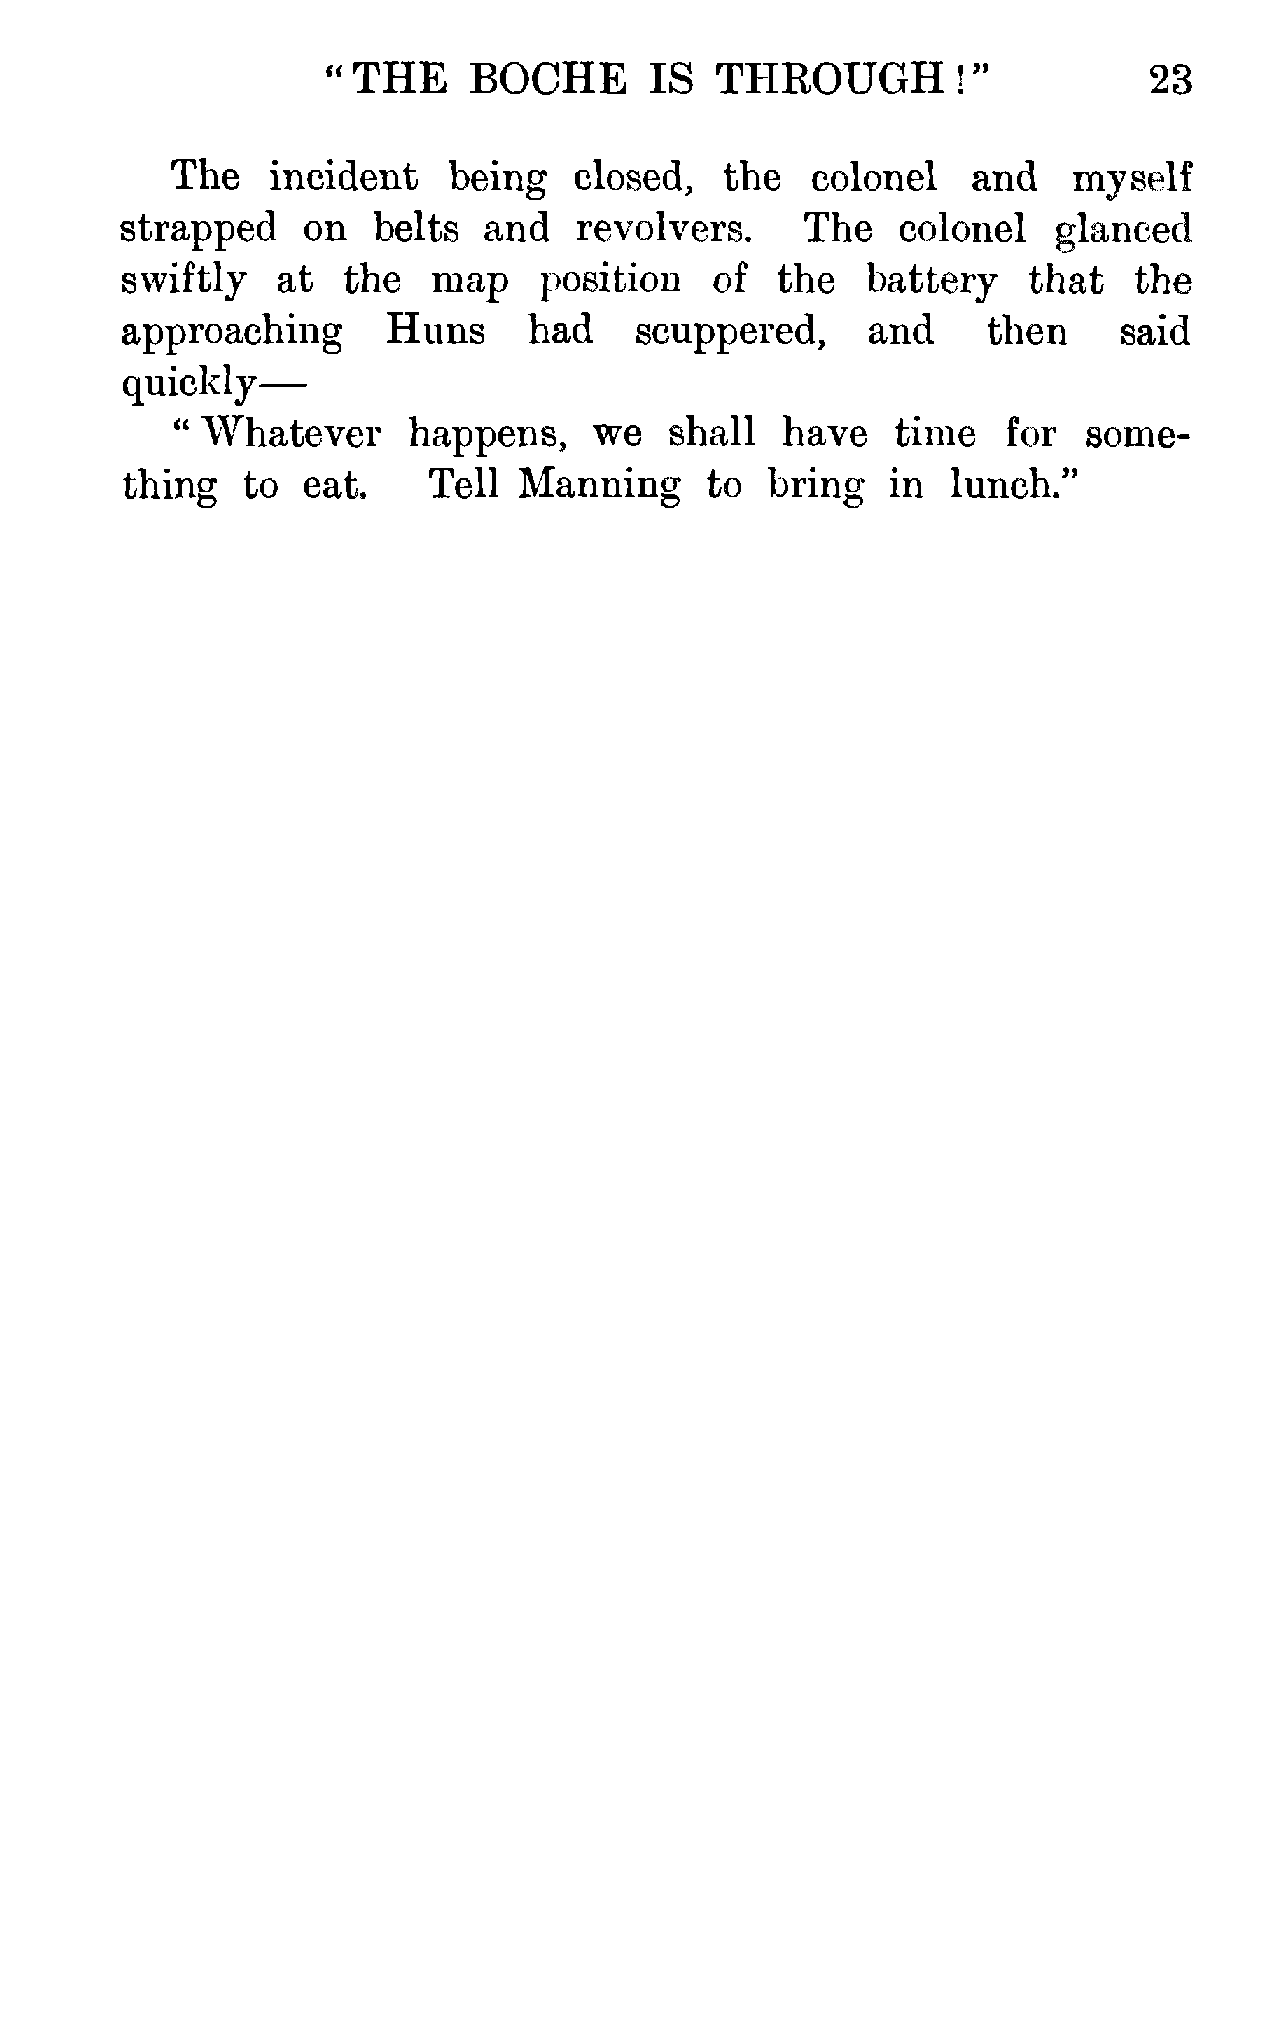 “THE BOCHE IS THROUGH!” 23
The incident being closed, the colonel and myself
strapped on belts and revolvers. The colonel glanced
swiftly at the map position of the battery that the
approaching Huns had scuppered, and then said
quickly—
“Whatever happens, we shall have time for some-
thing to eat. Tell Manning to bring in lunch.”